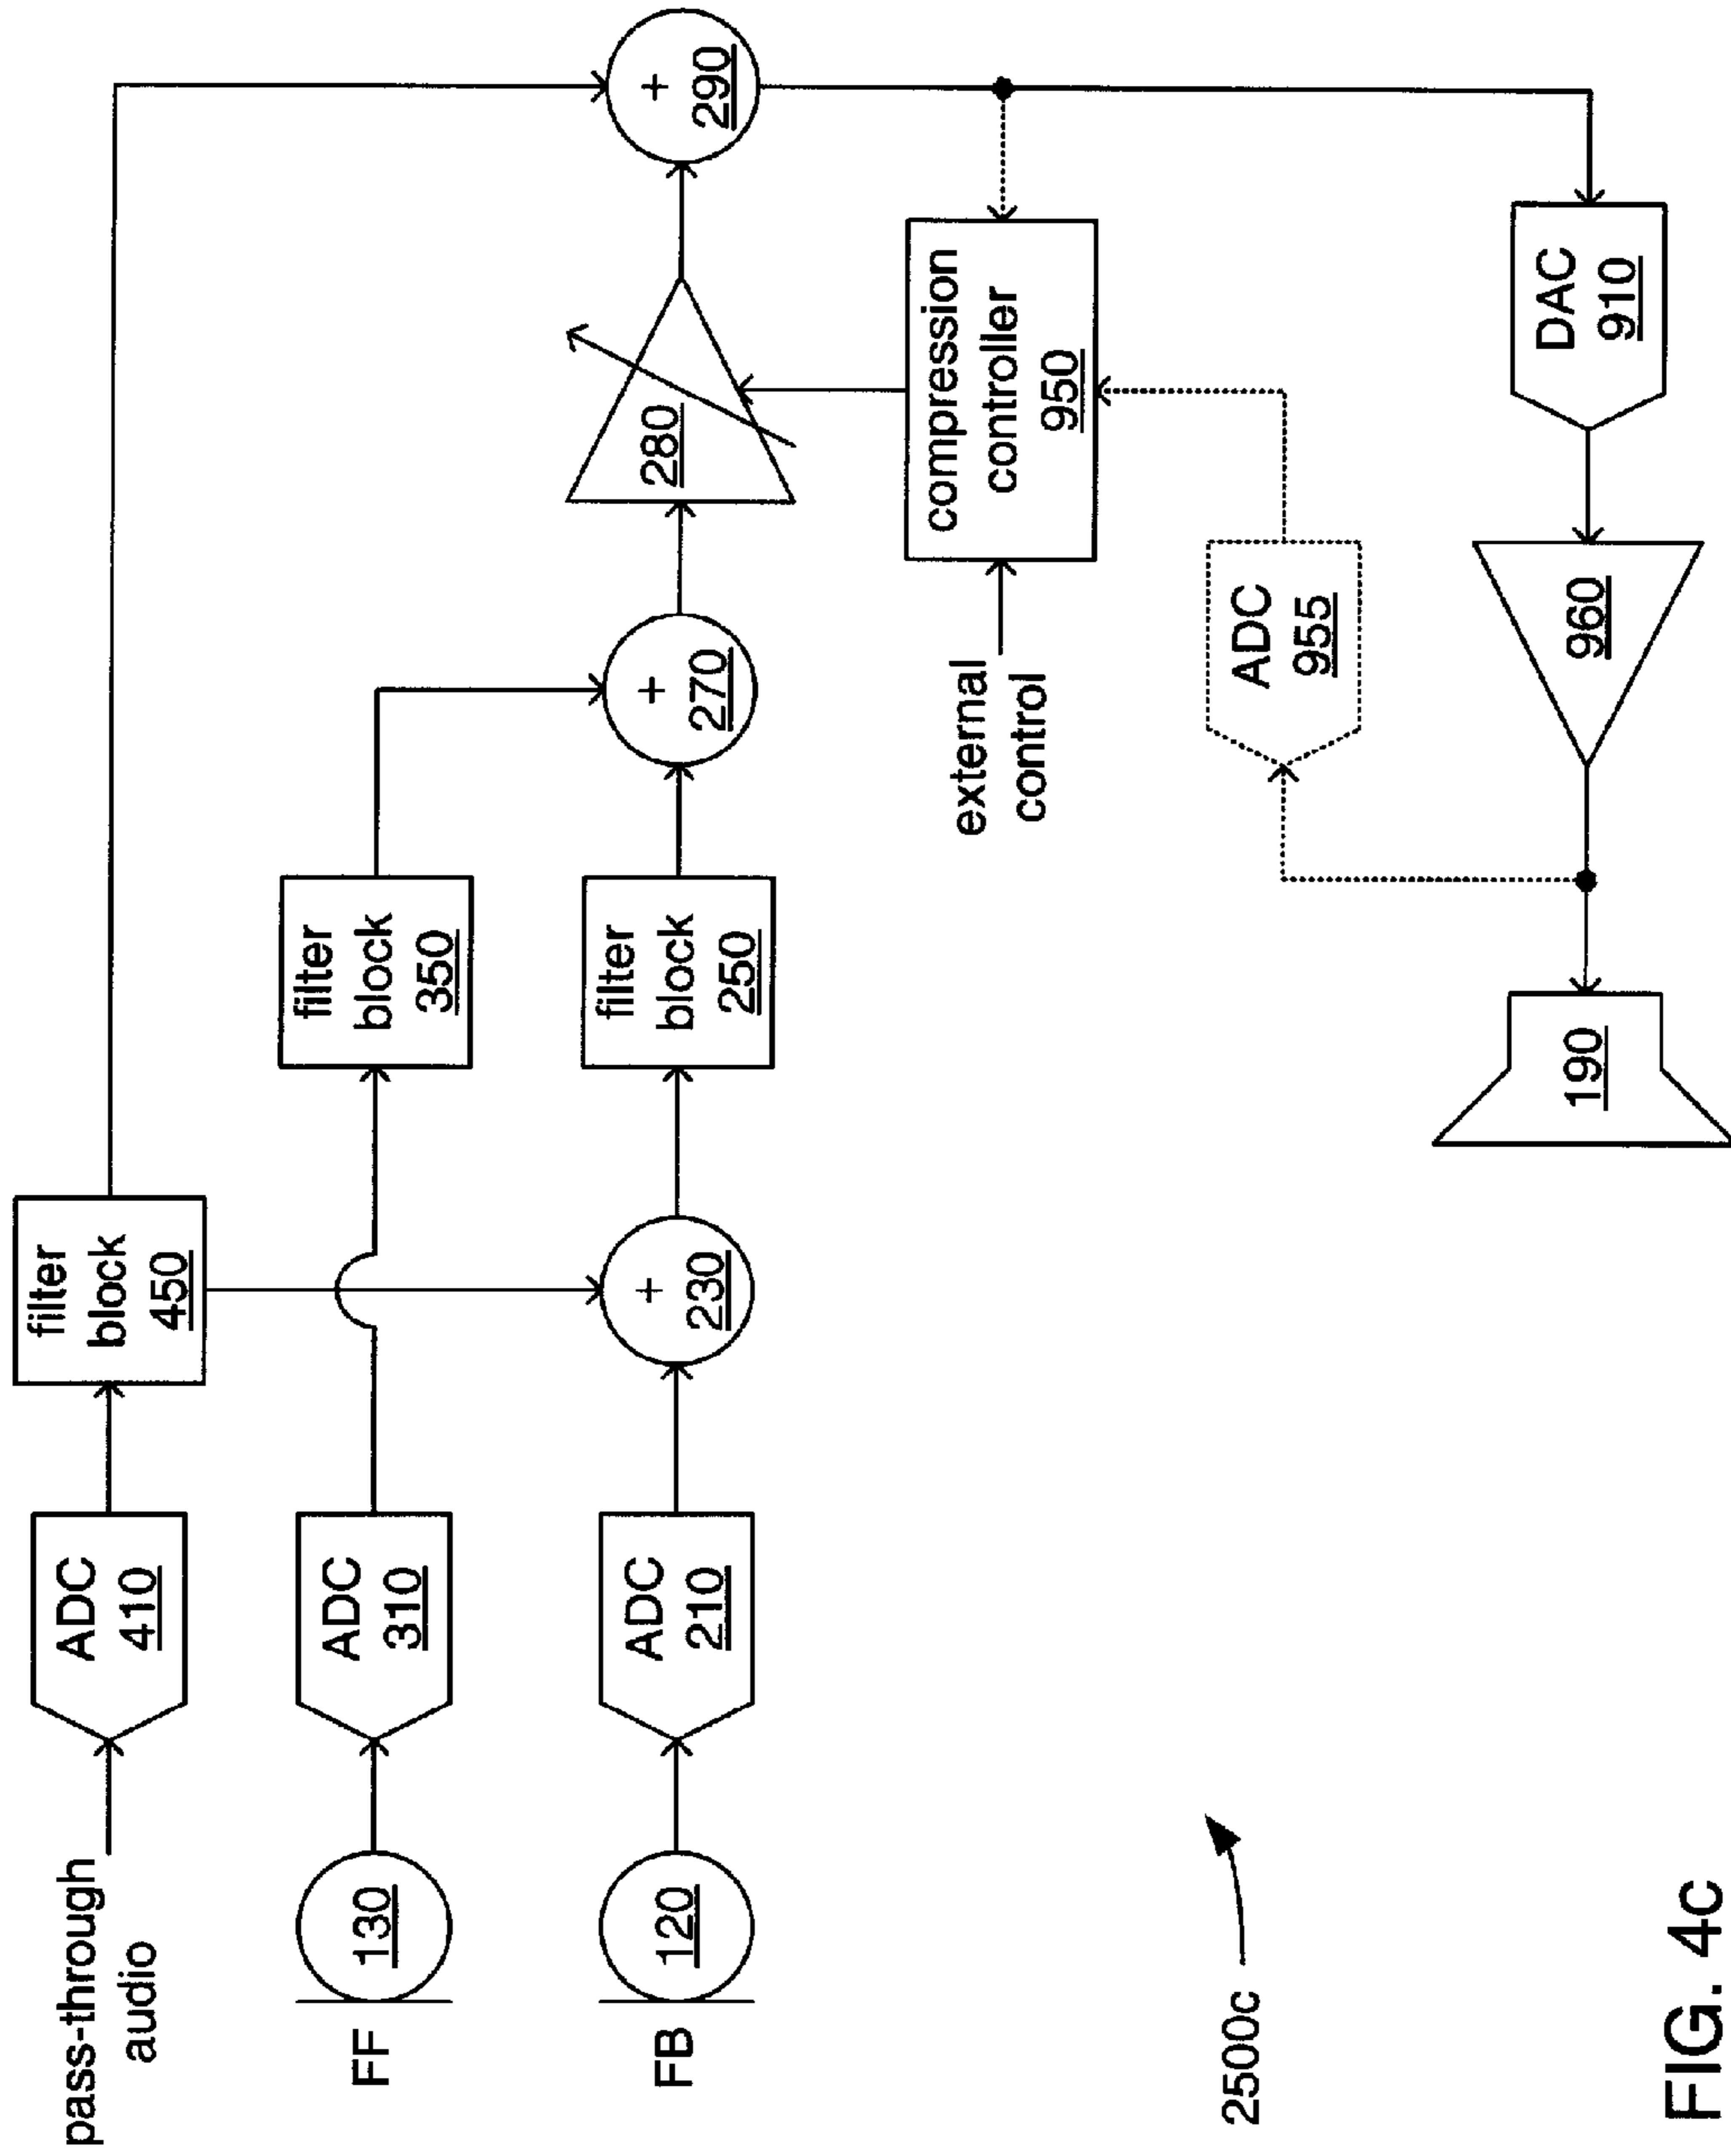 pass-through
audio
ADC
410
filter
block
450
FF
130
ADC
310
filter
block
350
FB
120
ADC
210
+
230
filter
block
250
+
270
280
+
290
external
control
compression
controller
950
ADC
955
190
960
DAC
910
2500c
FIG. 4c